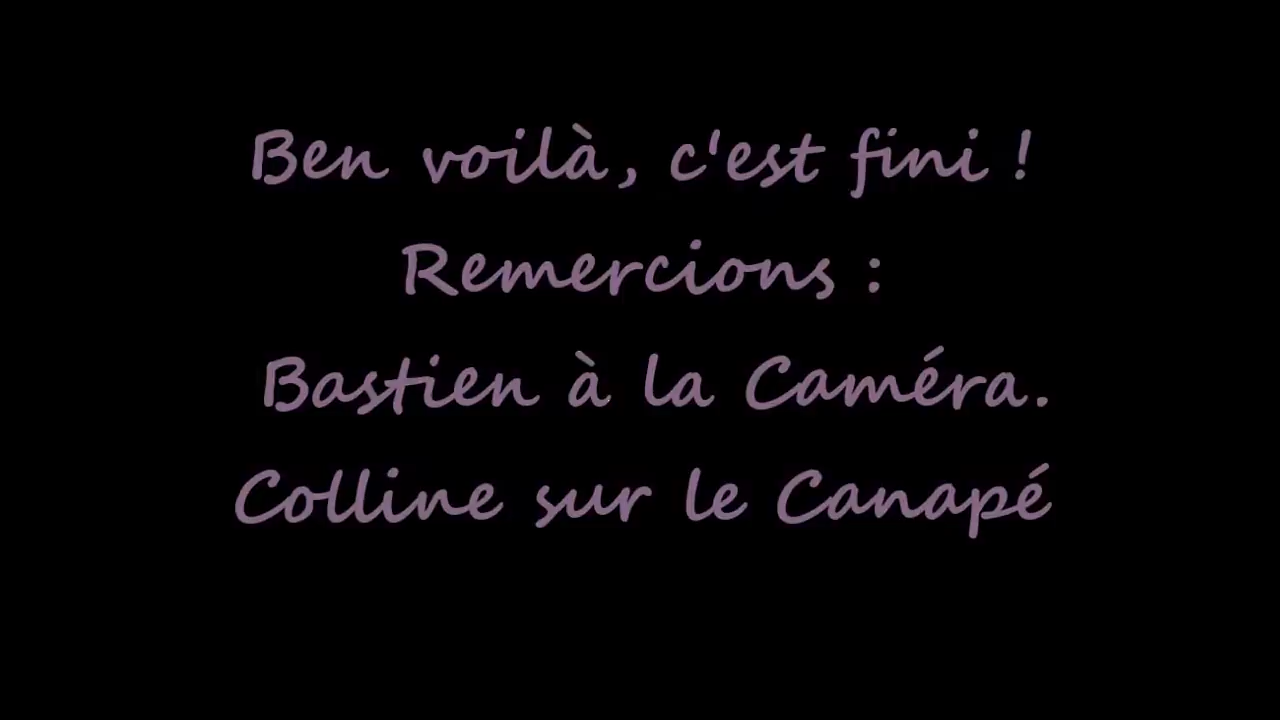 Ben voilà, c'est fini !
Remercions :
Bastien à la Caméra.
Colline sur le Canapé